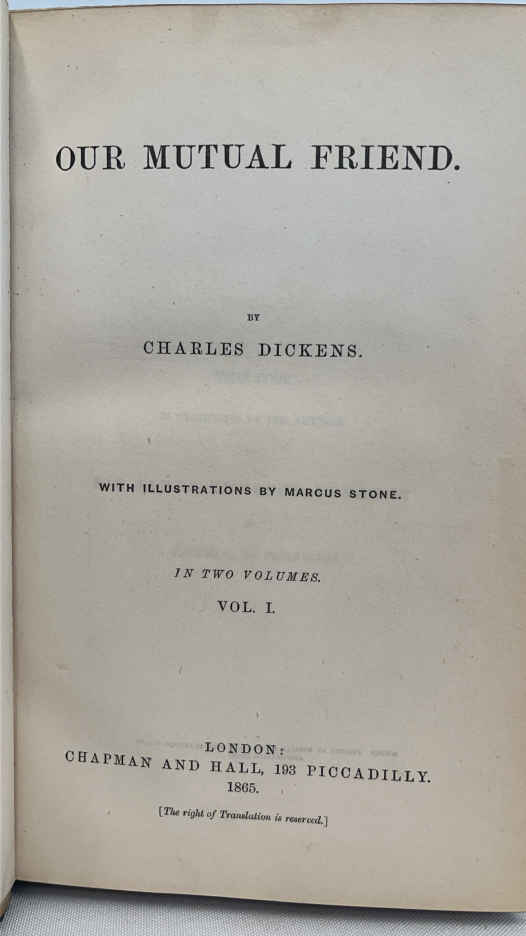 OUR MUTUAL FRIEND.
BY
CHARLES DICKENS.
WITH ILLUSTRATIONS BY MARCUS STONE.
IN TWO VOLUMES.
VOL. I.
LONDON:
CHAPMAN AND HALL, 193 PICCADILLY.
1865.
[The right of Translation is reserved.]